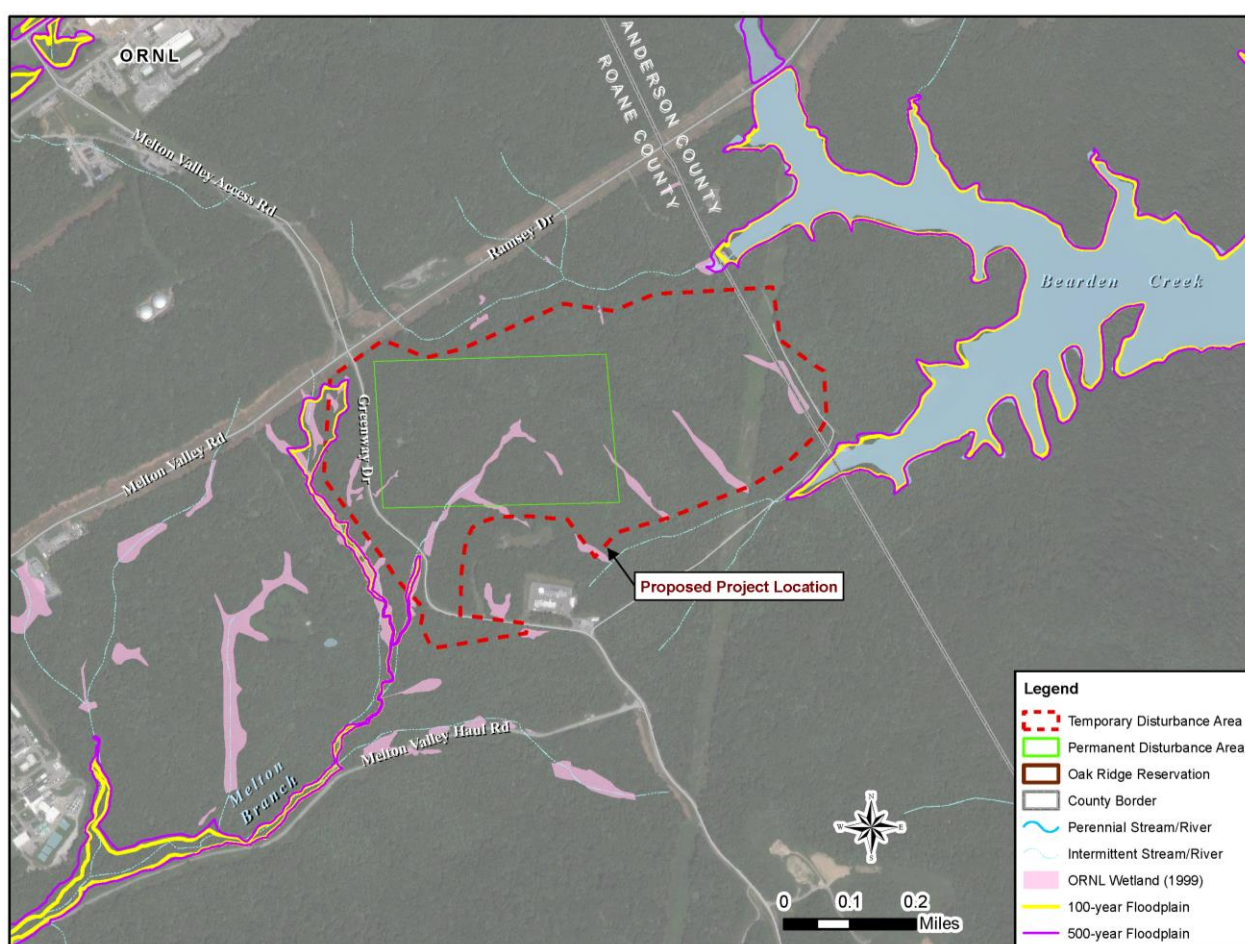 ORNL
ANDERSON COUNTY
ROANE COUNTY
Melton Valley Access Rd
Ramsey Dr
Bearden Creek
Greenway Dr
Melton Valley Rd
Proposed Project Location
Melton Valley Haul Rd
Melton
Branch
N
W E
S
0 0.1 0.2
Miles
Legend
Temporary Disturbance Area
Permanent Disturbance Area
Oak Ridge Reservation
County Border
Perennial Stream/River
Intermittent Stream/River
ORNL Wetland (1999)
100-year Floodplain
500-year Floodplain